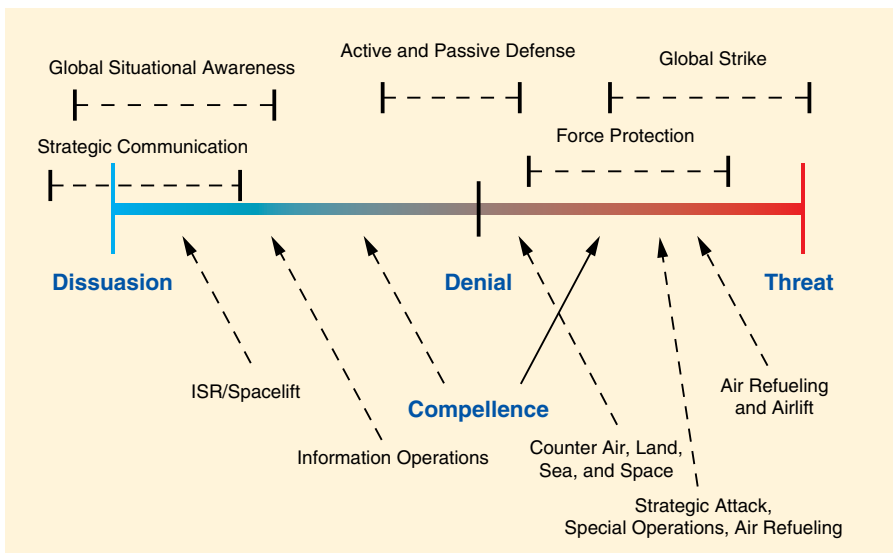 Active and Passive Defense
Global Strike
Global Situational Awareness
Force Protection
Strategic Communication
Dissuasion
Denial
Threat
ISR/Spacelift
Compellence
Air Refueling
and Airlift
Information Operations
Counter Air, Land,
Sea, and Space
Strategic Attack,
Special Operations, Air Refueling